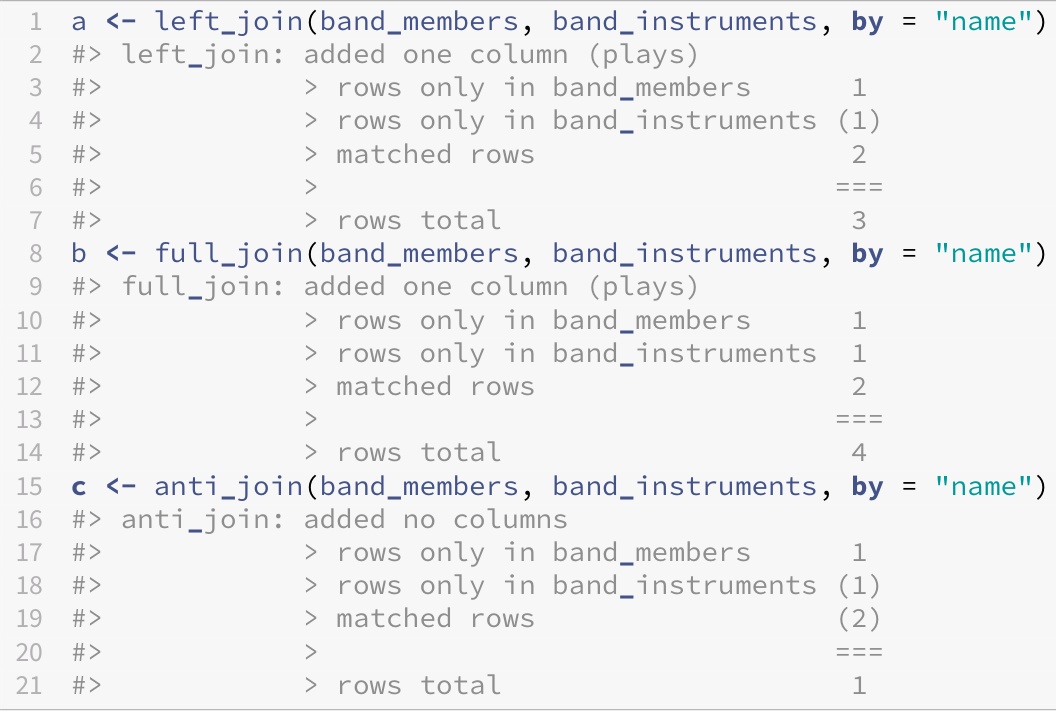 1 a <- left_join(band_members, band_instruments, by = "name")
2 #> left_join: added one column (plays)
3 #>            > rows only in band_members      1
4 #>            > rows only in band_instruments (1)
5 #>            > matched rows                   2
6 #>            >                               ===
7 #>            > rows total                     3
8 b <- full_join(band_members, band_instruments, by = "name")
9 #> full_join: added one column (plays)
10 #>            > rows only in band_members      1
11 #>            > rows only in band_instruments  1
12 #>            > matched rows                   2
13 #>            >                               ===
14 #>            > rows total                     4
15 c <- anti_join(band_members, band_instruments, by = "name")
16 #> anti_join: added no columns
17 #>            > rows only in band_members      1
18 #>            > rows only in band_instruments (1)
19 #>            > matched rows                  (2)
20 #>            >                               ===
21 #>            > rows total                     1